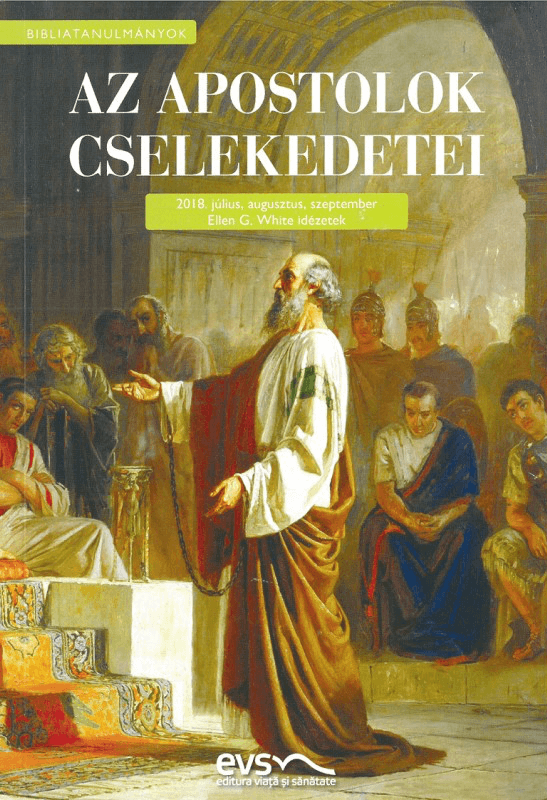 BIBLIATANULMÁNYOK
AZ APOSTOLOK
CSELEKEDETEI
2018. július, augusztus, szeptember
Ellen G. White idézetek
evs
editura viață și sănătate